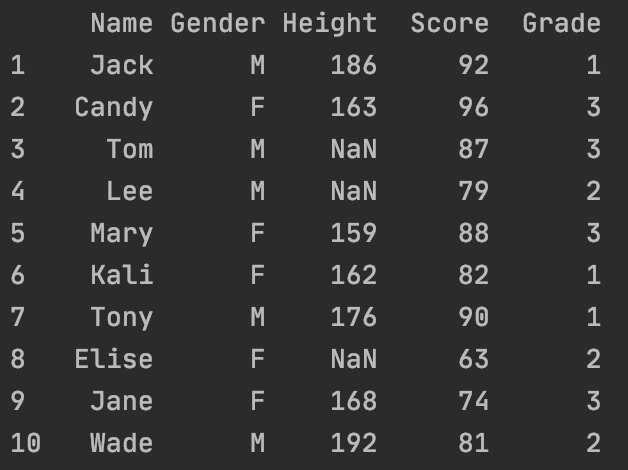 Name Gender Height Score Grade
1 Jack M 186 92 1
2 Candy F 163 96 3
3 Tom M NaN 87 3
4 Lee M NaN 79 2
5 Mary F 159 88 3
6 Kali F 162 82 1
7 Tony M 176 90 1
8 Elise F NaN 63 2
9 Jane F 168 74 3
10 Wade M 192 81 2